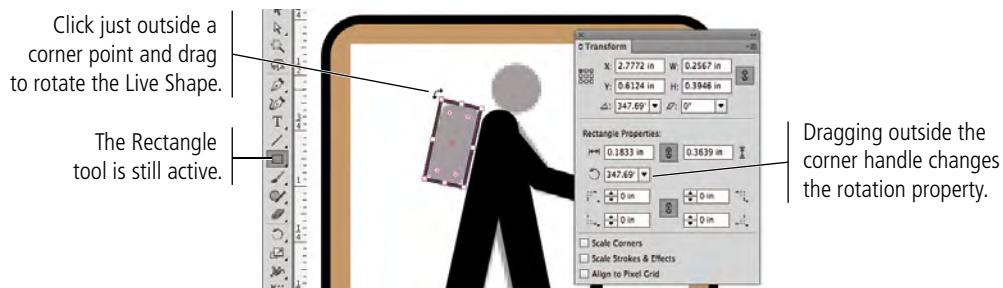 Click just outside a
corner point and drag
to rotate the Live Shape.
The Rectangle
tool is still active.
Transform
X: 2.7772 in W: 0.2567 in
Y: 0.6124 in H: 0.3946 in
347.69° 0°
Rectangle Properties:
0.1833 in 0.3639 in
347.69°
0 in 0 in
0 in 0 in
Scale Corners
Scale Strokes & Effects
Align to Pixel Grid
Dragging outside the
corner handle changes
the rotation property.